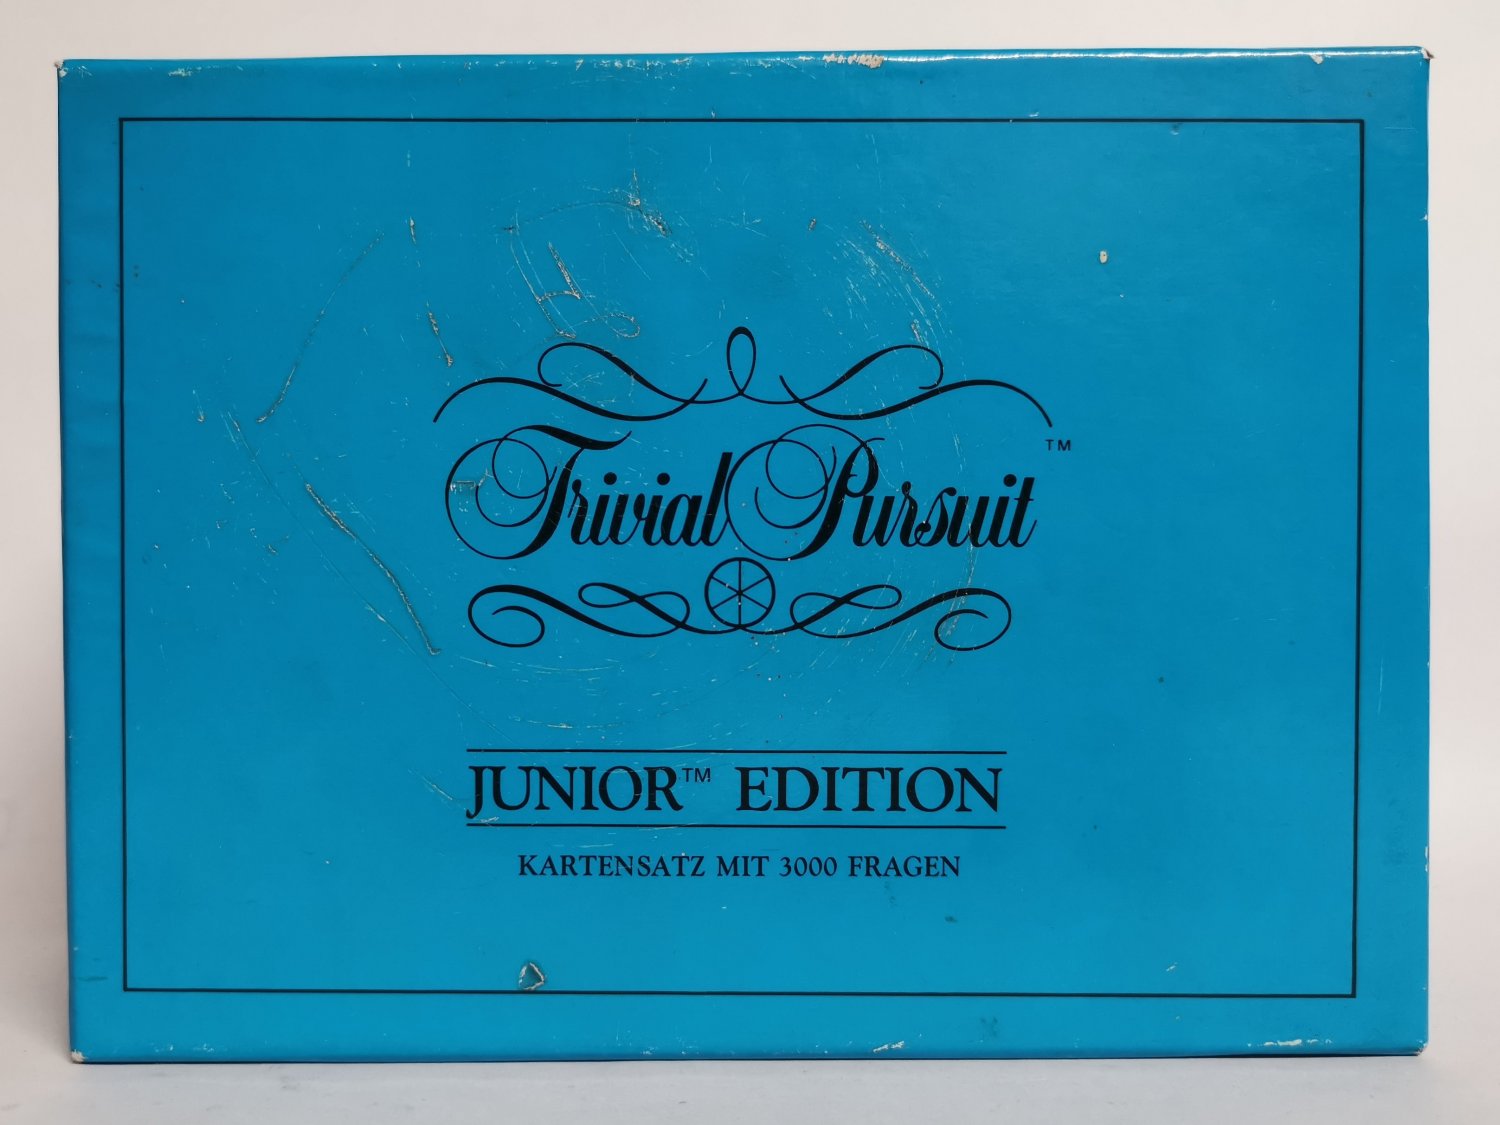 Trivial Pursuit™
JUNIOR™ EDITION
KARTENSATZ MIT 3000 FRAGEN